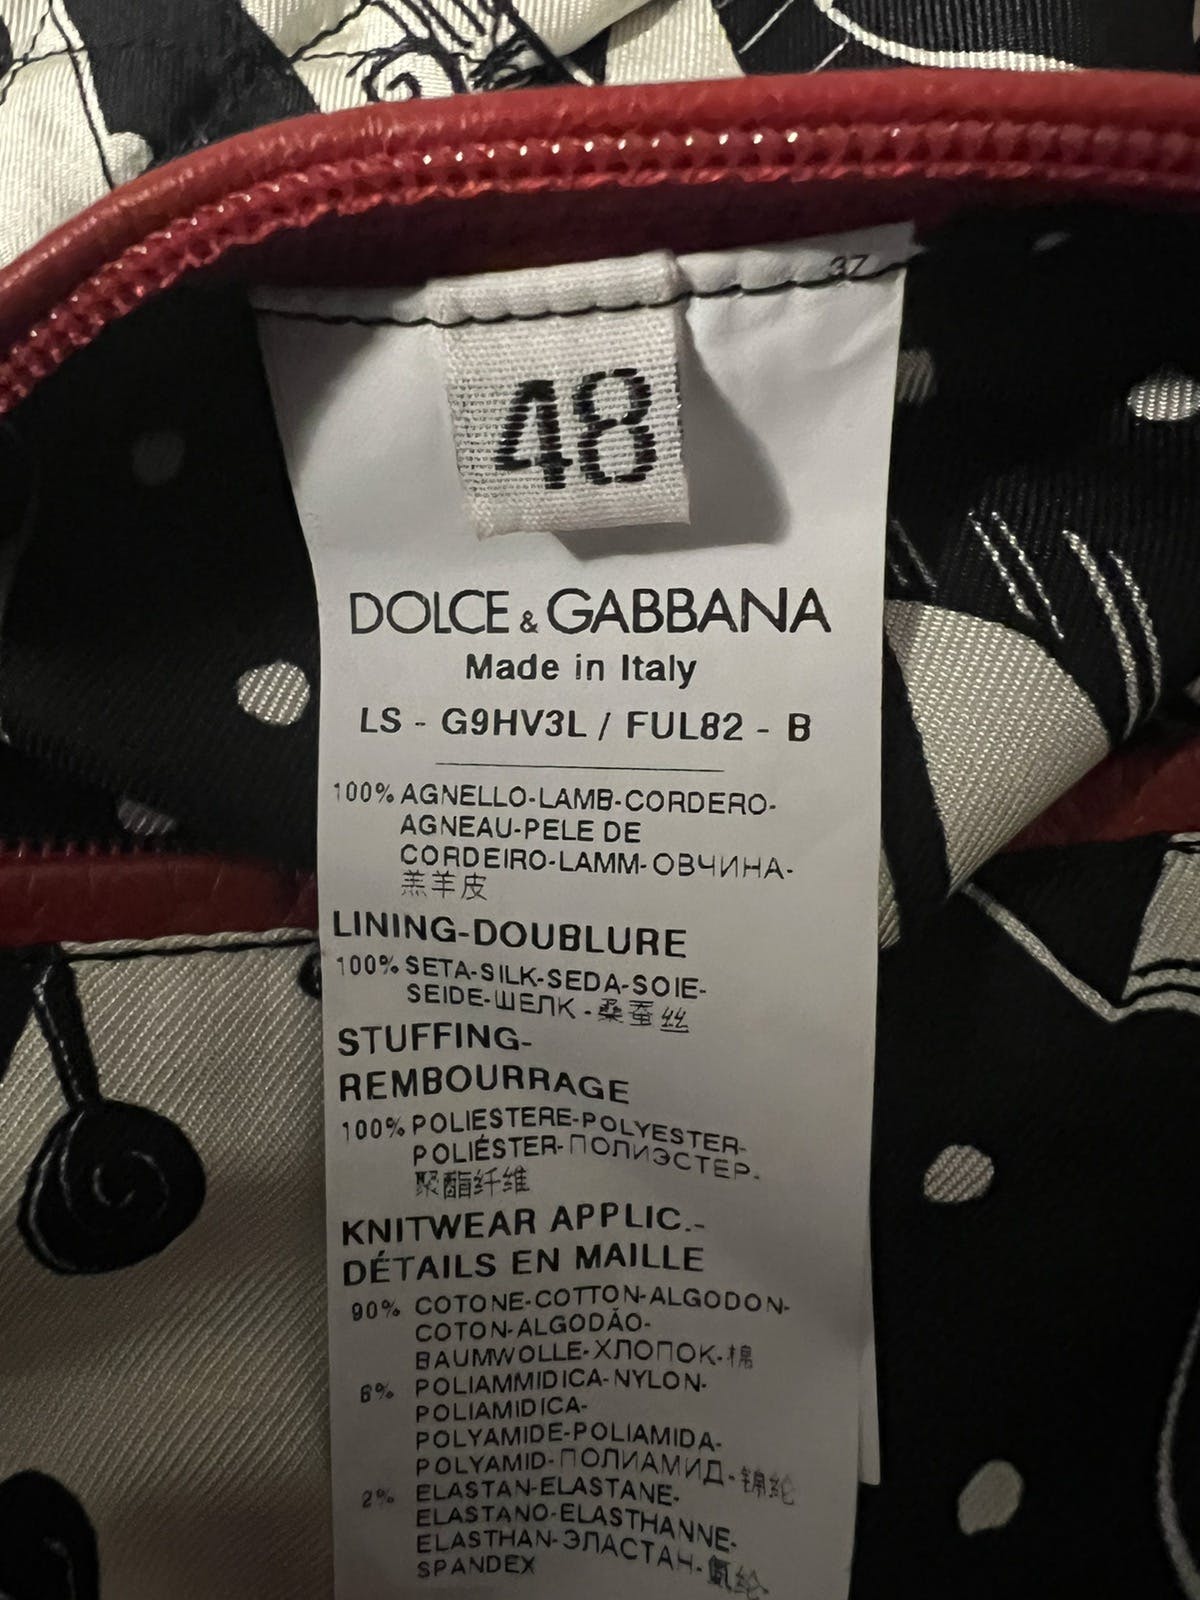 37
48
DOLCE & GABBANA
Made in Italy
LS - G9HV3L / FUL82 - B
100% AGNELLO-LAMB-CORDERO-
AGNEAU-PELE DE
CORDEIRO-LAMM-ОВЧИНА-
羔羊皮
LINING-DOUBLURE
100% SETA-SILK-SEDA-SOIE-
SEIDE-ШЕЛК-桑蚕丝
STUFFING-
REMBOURRAGE
100% POLIESTERE-POLYESTER-
POLIÉSTER-ПОЛИЭСТЕР-
聚酯纤维
KNITWEAR APPLIC.-
DÉTAILS EN MAILLE
90% COTONE-COTTON-ALGODON-
COTON-ALGODÃO-
BAUMWOLLE-ХЛОПОК-棉
8% POLIAMMIDICA-NYLON-
POLIAMIDICA-
POLYAMIDE-POLIAMIDA-
POLYAMID-ПОЛИАМИД-锦纶
2% ELASTAN-ELASTANE-
ELASTANO-ELASTHANNE-
ELASTHAN-ЭЛАСТАН-氨纶-
SPANDEX